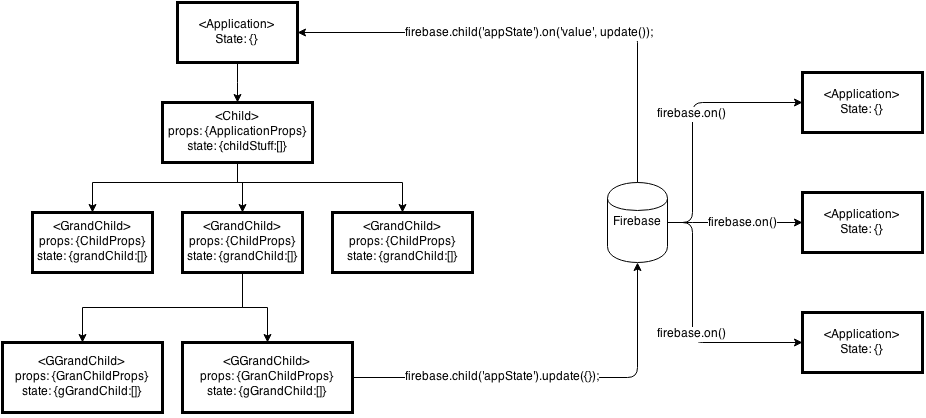 <Application>
State: {}
firebase.child('appState').on('value', update());
<Child>
props: {ApplicationProps}
state: {childStuff:[]}
<GrandChild>
props: {ChildProps}
state: {grandChild:[]}
<GrandChild>
props: {ChildProps}
state: {grandChild:[]}
<GrandChild>
props: {ChildProps}
state: {grandChild:[]}
<GGrandChild>
props: {GranChildProps}
state: {gGrandChild:[]}
<GGrandChild>
props: {GranChildProps}
state: {gGrandChild:[]}
firebase.child('appState').update({});
Firebase
firebase.on()
<Application>
State: {}
firebase.on()
<Application>
State: {}
firebase.on()
<Application>
State: {}